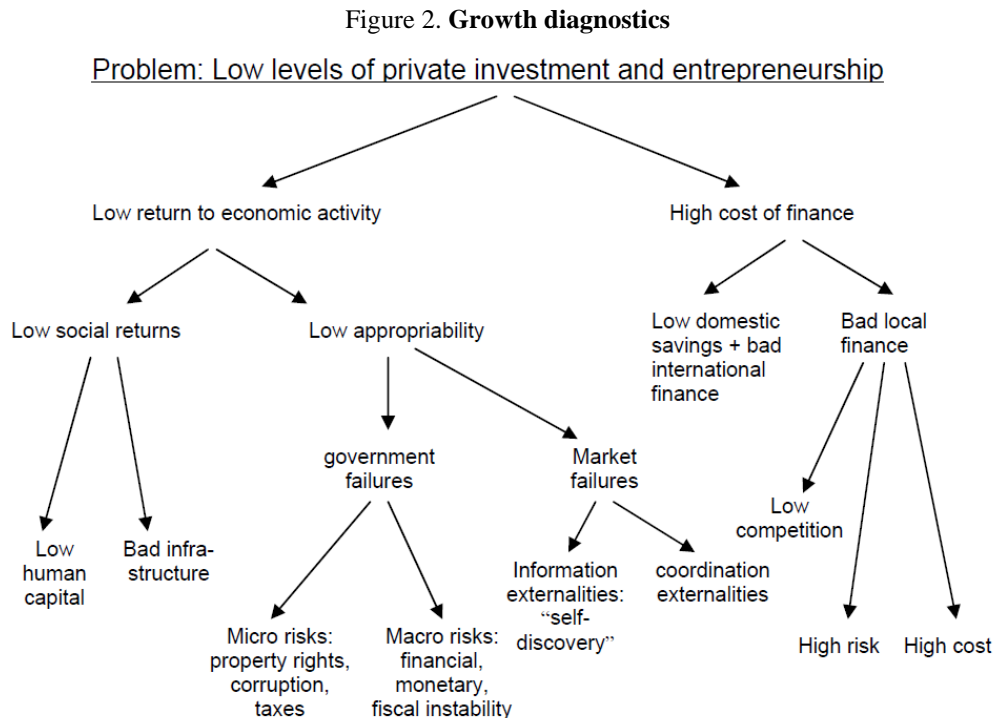 Figure 2. Growth diagnostics
Problem: Low levels of private investment and entrepreneurship
Low return to economic activity
High cost of finance
Low social returns
Low appropriability
Low domestic
savings + bad
international
finance
Bad local
finance
government
failures
Market
failures
Low
competition
Low
human
capital
Bad infra-
structure
Information
externalities:
“self-
discovery”
coordination
externalities
Micro risks:
property rights,
corruption,
taxes
Macro risks:
financial,
monetary,
fiscal instability
High risk
High cost